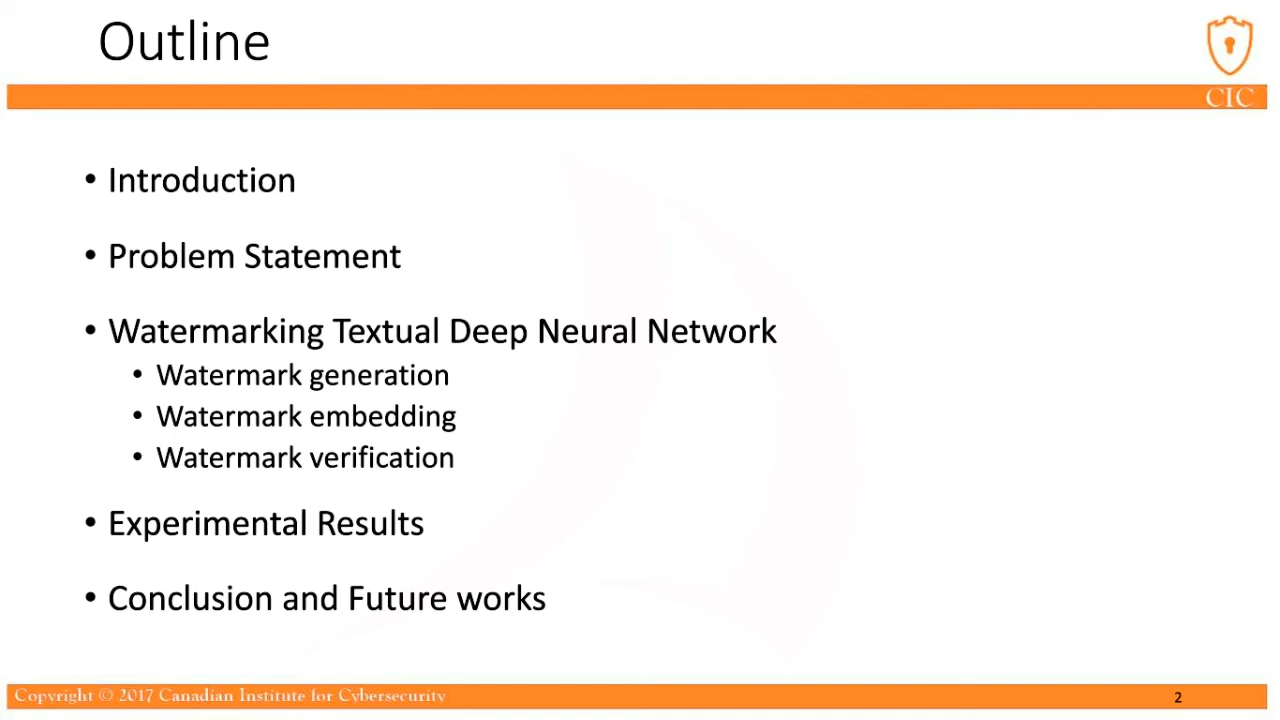 Outline
CIC
• Introduction
• Problem Statement
• Watermarking Textual Deep Neural Network
• Watermark generation
• Watermark embedding
• Watermark verification
• Experimental Results
• Conclusion and Future works
Copyright © 2017 Canadian Institute for Cybersecurity
2